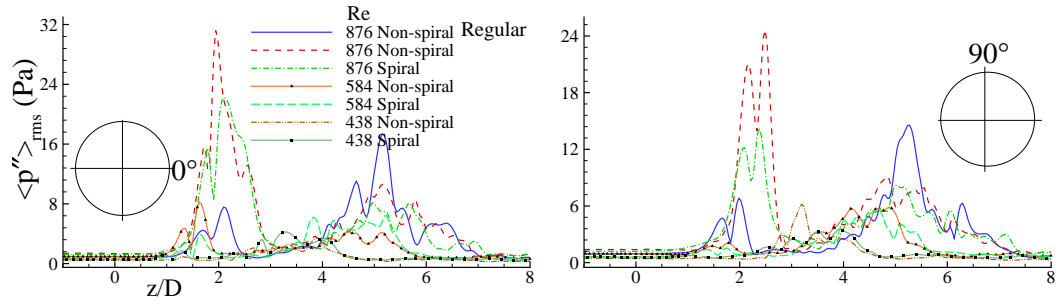 Re
876 Non-spiral Regular
876 Non-spiral
876 Spiral
584 Non-spiral
584 Spiral
438 Non-spiral
438 Spiral
<p″>rms (Pa)
32
24
16
8
0
0°
0 2 4 6 8
z/D
90°
24
18
12
6
0
0 2 4 6 8